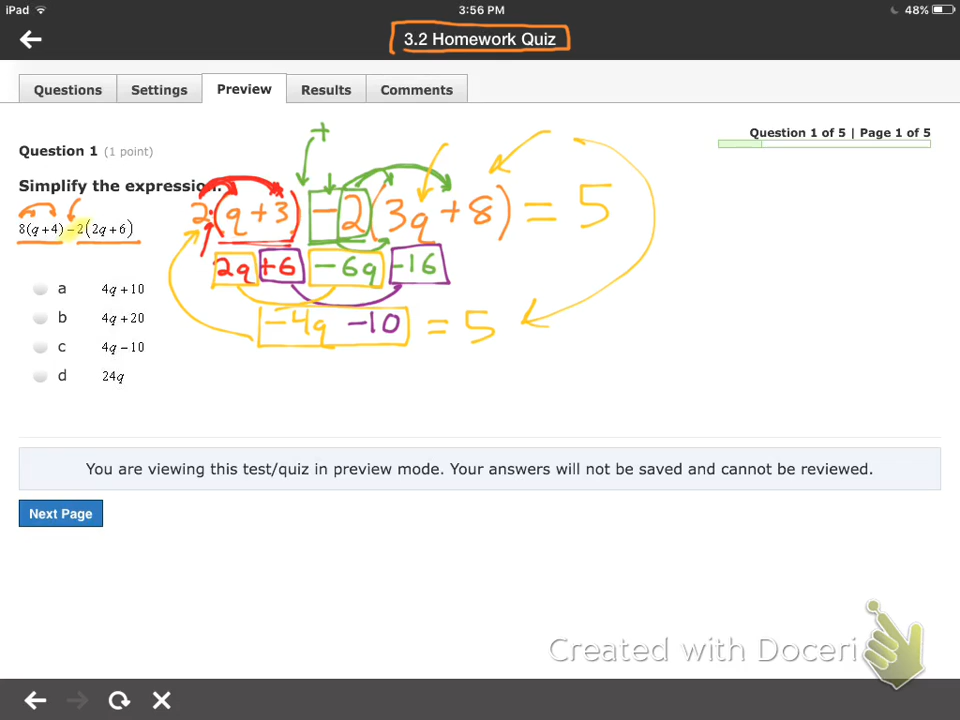 iPad 3:56 PM 48%
3.2 Homework Quiz
Questions Settings Preview Results Comments
Question 1 of 5 | Page 1 of 5
Question 1 (1 point)
Simplify the expression.
8(q+4)−2(2q+6)
+
2(q+3)−2(3q+8)=5
2q+6 −6q −16
−4q −10 = 5
a 4q+10
b 4q+20
c 4q−10
d 24q
You are viewing this test/quiz in preview mode. Your answers will not be saved and cannot be reviewed.
Next Page
Created with Doceri